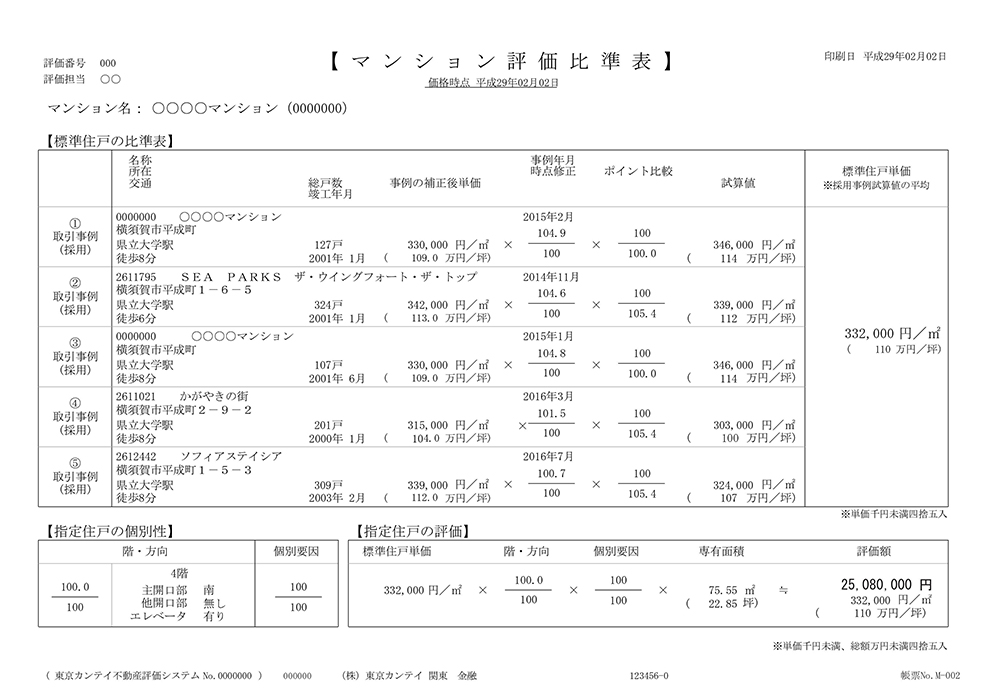 評価番号 000
評価担当 ○○
【 マ ン シ ョ ン 評 価 比 準 表 】
価格時点 平成29年02月02日
印刷日 平成29年02月02日
マンション名： ○○○○マンション（0000000）
【標準住戸の比準表】
名称
所在
交通
総戸数
竣工年月
事例の補正後単価
事例年月
時点修正
ポイント比較
試算値
標準住戸単価
※採用事例試算値の平均
①
取引事例
（採用）
0000000 ○○○○マンション
横須賀市平成町
県立大学駅
徒歩8分
127戸
2001年 1月
330,000 円／㎡
( 109.0 万円／坪)
×
2015年2月
104.9
100
×
100
100.0
346,000 円／㎡
( 114 万円／坪)
②
取引事例
（採用）
2611795 ＳＥＡ ＰＡＲＫＳ ザ・ウイングフォート・ザ・トップ
横須賀市平成町１－６－５
県立大学駅
徒歩6分
324戸
2001年 1月
342,000 円／㎡
( 113.0 万円／坪)
×
2014年11月
104.6
100
×
100
105.4
339,000 円／㎡
( 112 万円／坪)
③
取引事例
（採用）
0000000 ○○○○マンション
横須賀市平成町
県立大学駅
徒歩8分
107戸
2001年 6月
330,000 円／㎡
( 109.0 万円／坪)
×
2015年1月
104.8
100
×
100
100.0
346,000 円／㎡
( 114 万円／坪)
④
取引事例
（採用）
2611021 かがやきの街
横須賀市平成町２－９－２
県立大学駅
徒歩8分
201戸
2000年 1月
315,000 円／㎡
( 104.0 万円／坪)
×
2016年3月
101.5
100
×
100
105.4
303,000 円／㎡
( 100 万円／坪)
⑤
取引事例
（採用）
2612442 ソフィアステイシア
横須賀市平成町１－５－３
県立大学駅
徒歩8分
309戸
2003年 2月
339,000 円／㎡
( 112.0 万円／坪)
×
2016年7月
100.7
100
×
100
105.4
324,000 円／㎡
( 107 万円／坪)
332,000 円／㎡
( 110 万円／坪)
※単価千円未満四捨五入
【指定住戸の個別性】
階・方向
個別要因
100.0
100
4階
主開口部 南
他開口部 無し
エレベータ 有り
100
100
【指定住戸の評価】
標準住戸単価
階・方向
個別要因
専有面積
評価額
332,000 円／㎡
×
100.0
100
×
100
100
×
75.55 ㎡
( 22.85 坪)
≒
25,080,000 円
332,000 円／㎡
( 110 万円／坪)
※単価千円未満、総額万円未満四捨五入
( 東京カンテイ不動産評価システム No.0000000 ) 000000 (株) 東京カンテイ 関東 金融 123456-0 帳票No.M-002